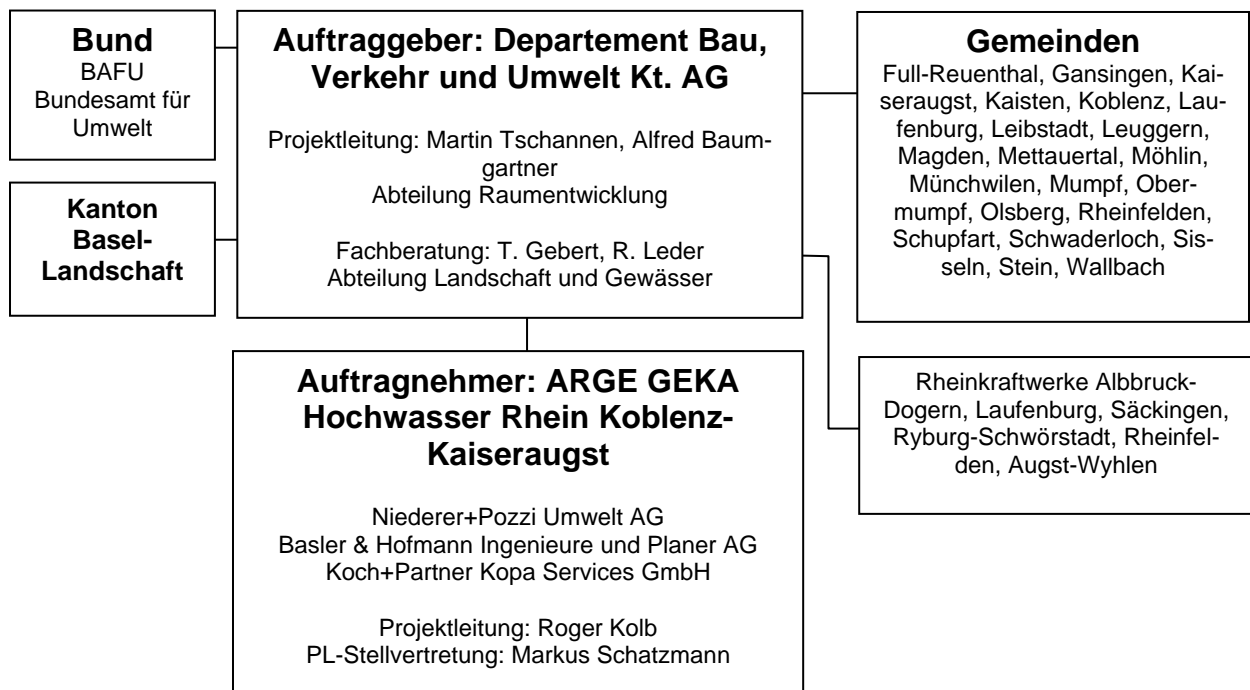 Bund
BAFU
Bundesamt für
Umwelt
Kanton
Basel-
Landschaft
Auftraggeber: Departement Bau,
Verkehr und Umwelt Kt. AG
Projektleitung: Martin Tschannen, Alfred Baum-
gartner
Abteilung Raumentwicklung
Fachberatung: T. Gebert, R. Leder
Abteilung Landschaft und Gewässer
Gemeinden
Full-Reuenthal, Gansingen, Kai-
seraugst, Kaisten, Koblenz, Lau-
fenburg, Leibstadt, Leuggern,
Magden, Mettauertal, Möhlin,
Münchwilen, Mumpf, Ober-
mumpf, Olsberg, Rheinfelden,
Schupfart, Schwaderloch, Sis-
seln, Stein, Wallbach
Auftragnehmer: ARGE GEKA
Hochwasser Rhein Koblenz-
Kaiseraugst
Niederer+Pozzi Umwelt AG
Basler & Hofmann Ingenieure und Planer AG
Koch+Partner Kopa Services GmbH
Projektleitung: Roger Kolb
PL-Stellvertretung: Markus Schatzmann
Rheinkraftwerke Albbruck-
Dogern, Laufenburg, Säckingen,
Ryburg-Schwörstadt, Rheinfel-
den, Augst-Wyhlen